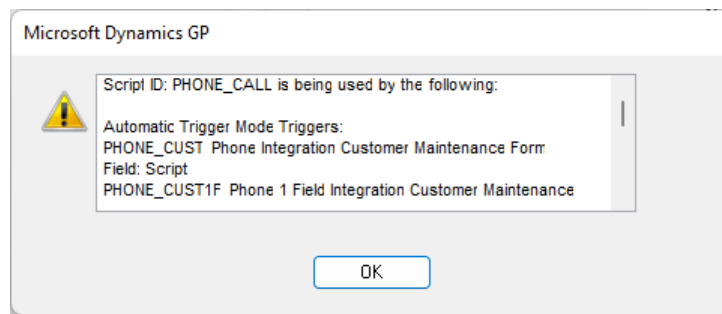 Microsoft Dynamics GP
Script ID: PHONE_CALL is being used by the following:
Automatic Trigger Mode Triggers:
PHONE_CUST Phone Integration Customer Maintenance Form
Field: Script
PHONE_CUST1F Phone 1 Field Integration Customer Maintenance
OK